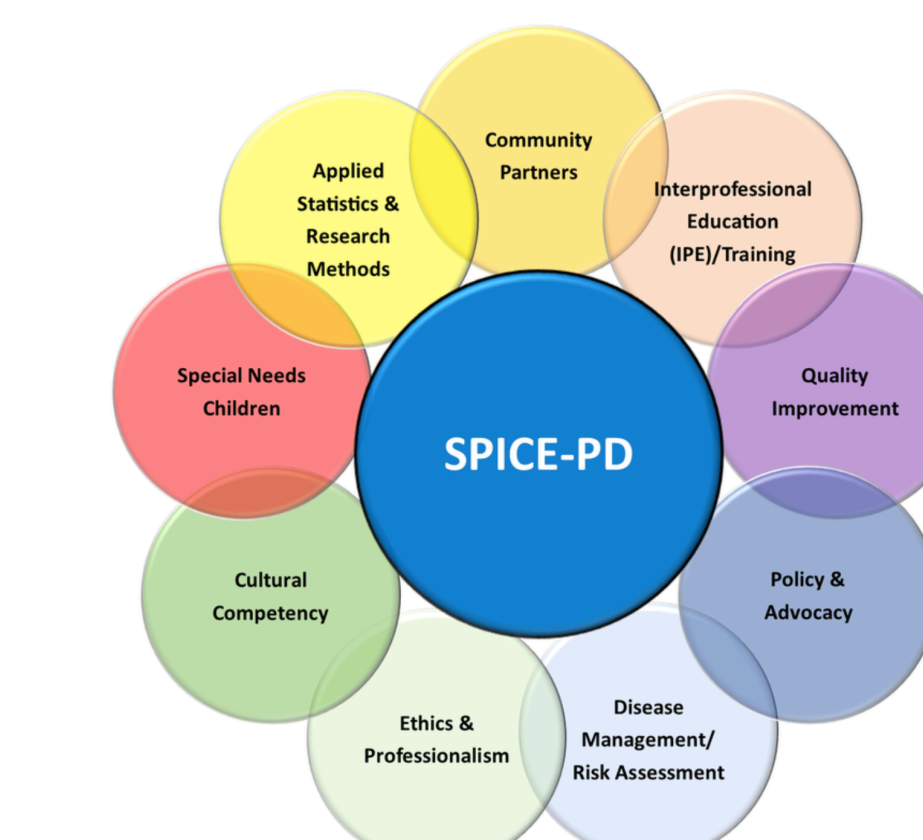 Community
Partners
Applied
Statistics &
Research
Methods
Interprofessional
Education
(IPE)/Training
Special Needs
Children
Quality
Improvement
SPICE-PD
Cultural
Competency
Policy &
Advocacy
Ethics &
Professionalism
Disease
Management/
Risk Assessment